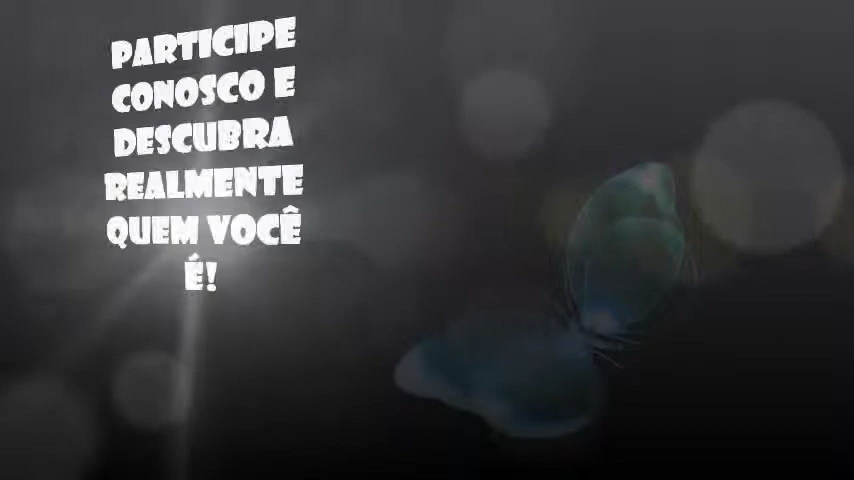 PARTICIPE
CONOSCO E
DESCUBRA
REALMENTE
QUEM VOCÊ
É!